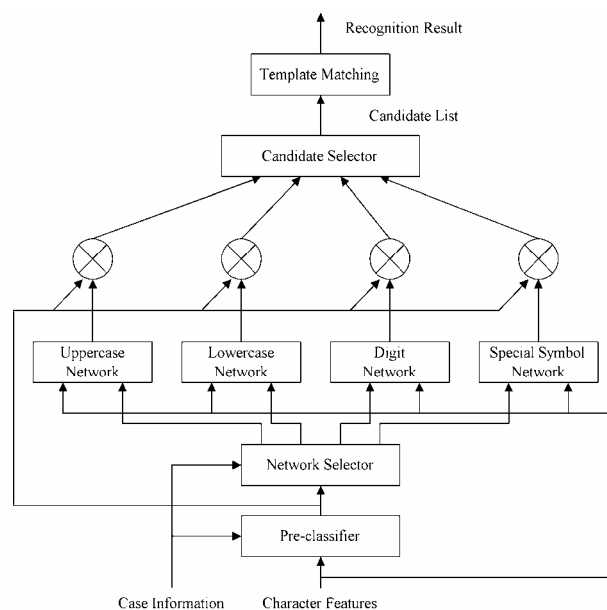 Recognition Result
Template Matching
Candidate List
Candidate Selector
Uppercase
Network
Lowercase
Network
Digit
Network
Special Symbol
Network
Network Selector
Pre-classifier
Case Information
Character Features